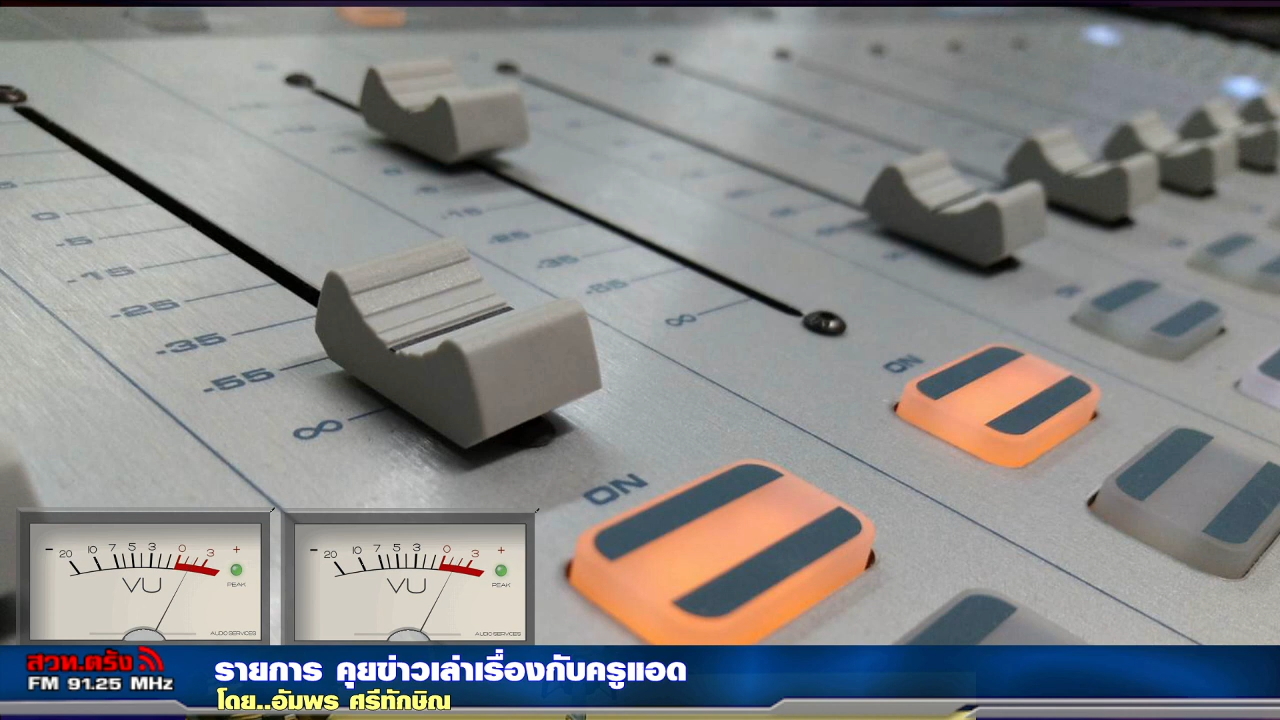 0
-5
-15
-25
-35
-55
∞
-15
-25
-35
-55
∞
ON
ON
- 20 10 7 5 3 0 3 +
VU
PEAK
AUDIO SERVICES
- 20 10 7 5 3 0 3 +
VU
PEAK
AUDIO SERVICES
สวท.ตรัง
FM 91.25 MHz
รายการ คุยข่าวเล่าเรื่องกับครูแอด
โดย..อัมพร ศรีทักษิณ